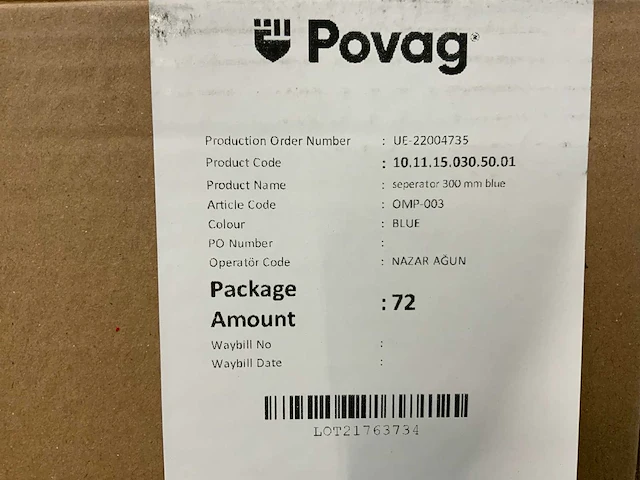 Povag®
Production Order Number : UE-22004735
Product Code : 10.11.15.030.50.01
Product Name : seperator 300 mm blue
Article Code : OMP-003
Colour : BLUE
PO Number :
Operatör Code : NAZAR AĞUN
Package
Amount : 72
Waybill No :
Waybill Date :
LOT21763734